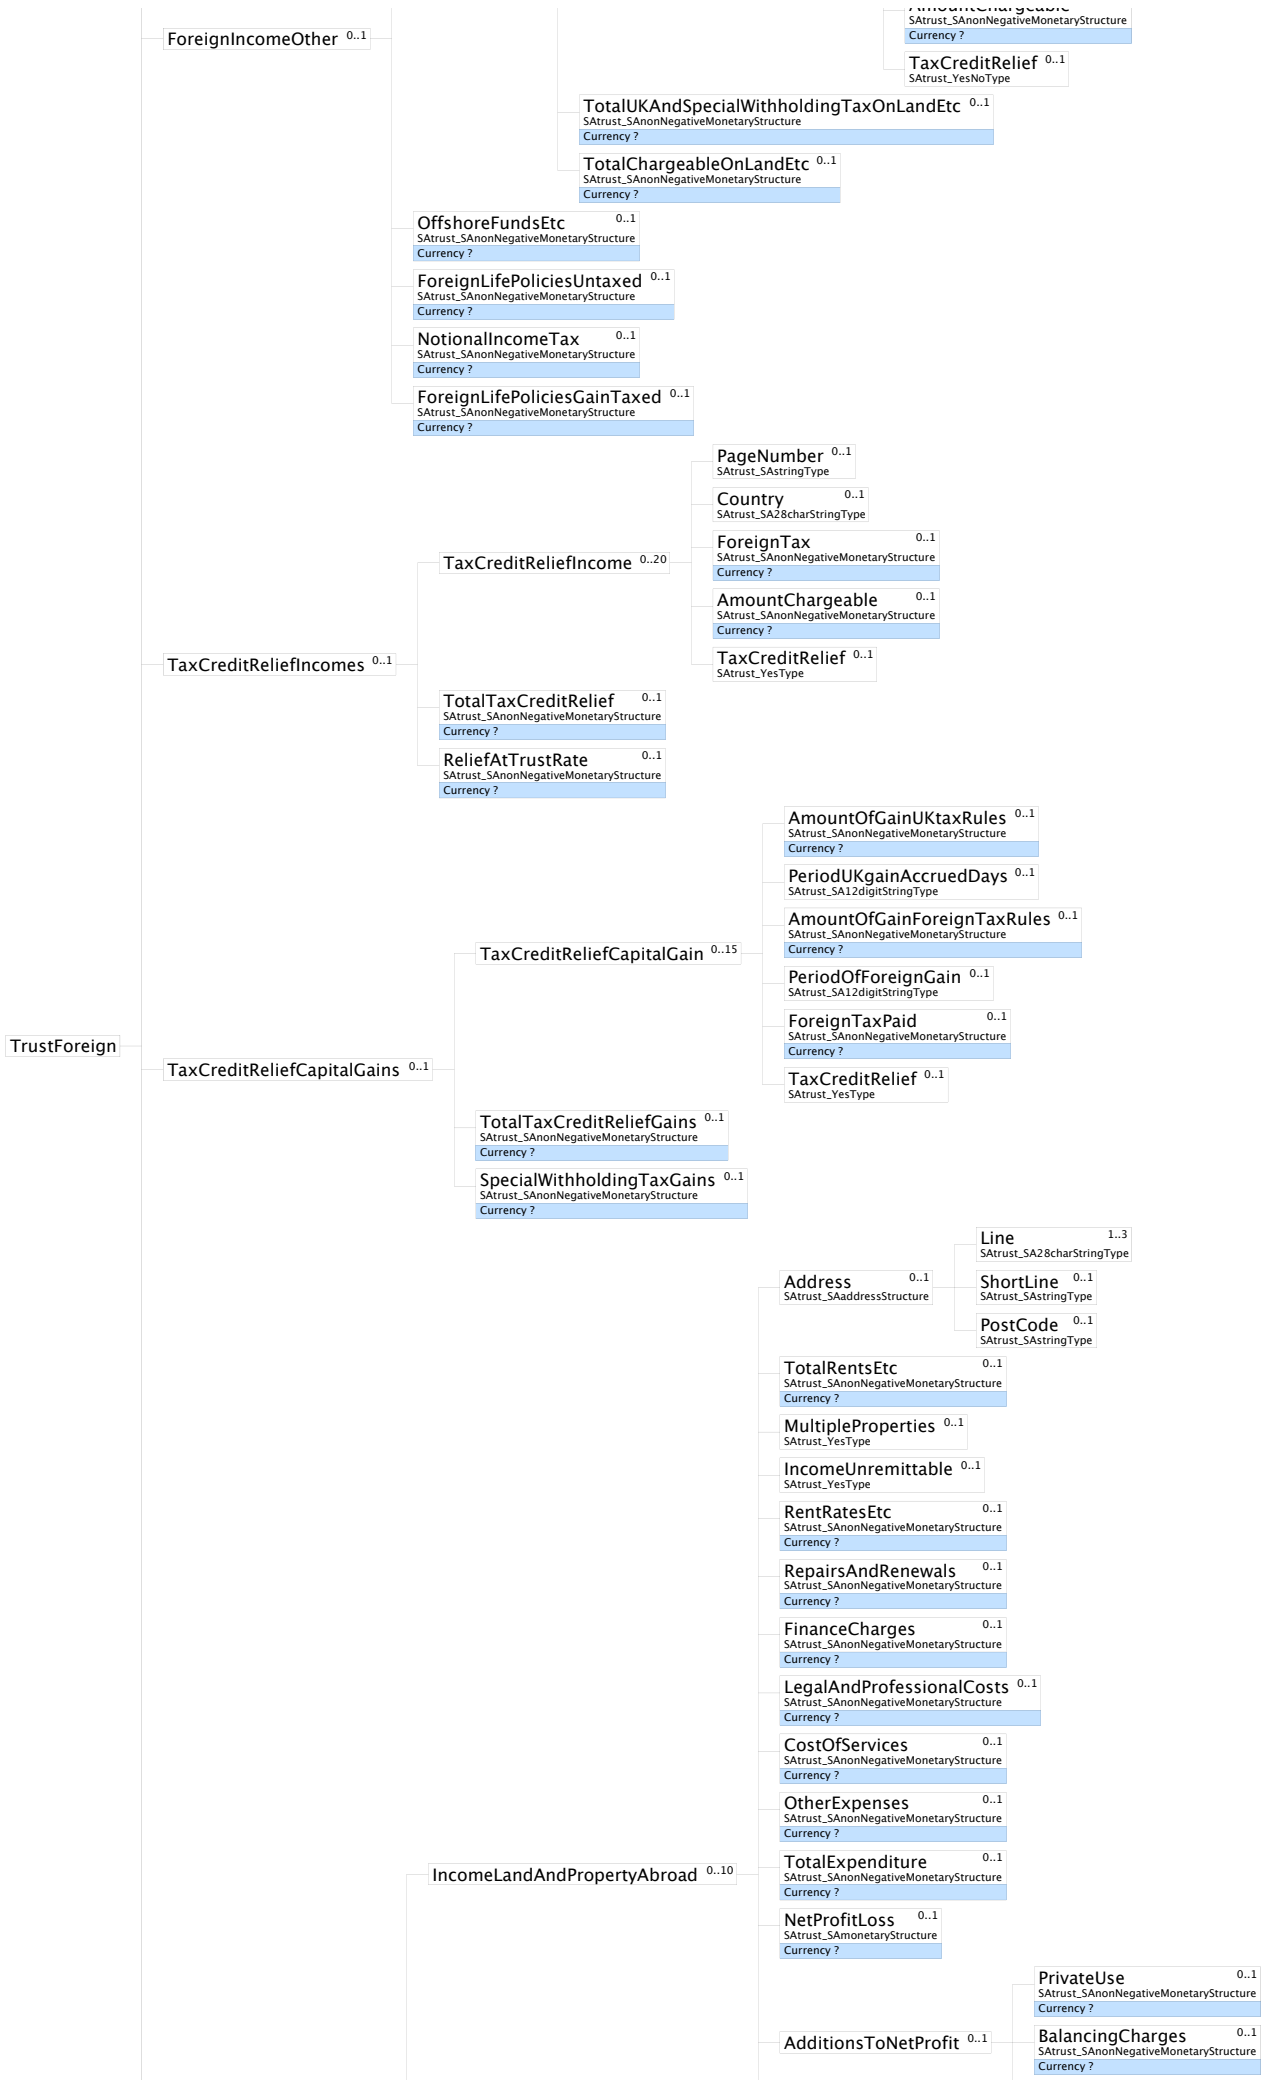 AmountChargeable
SAtrust_SAnonNegativeMonetaryStructure
Currency ?
ForeignIncomeOther 0..1
TaxCreditRelief 0..1
SAtrust_YesNoType
TotalUKAndSpecialWithholdingTaxOnLandEtc 0..1
SAtrust_SAnonNegativeMonetaryStructure
Currency ?
TotalChargeableOnLandEtc 0..1
SAtrust_SAnonNegativeMonetaryStructure
Currency ?
OffshoreFundsEtc 0..1
SAtrust_SAnonNegativeMonetaryStructure
Currency ?
ForeignLifePoliciesUntaxed 0..1
SAtrust_SAnonNegativeMonetaryStructure
Currency ?
NotionalIncomeTax 0..1
SAtrust_SAnonNegativeMonetaryStructure
Currency ?
ForeignLifePoliciesGainTaxed 0..1
SAtrust_SAnonNegativeMonetaryStructure
Currency ?
PageNumber 0..1
SAtrust_SAstringType
Country 0..1
SAtrust_SA28charStringType
ForeignTax 0..1
SAtrust_SAnonNegativeMonetaryStructure
Currency ?
TaxCreditReliefIncome 0..20
AmountChargeable 0..1
SAtrust_SAnonNegativeMonetaryStructure
Currency ?
TaxCreditRelief 0..1
SAtrust_YesType
TaxCreditReliefIncomes 0..1
TotalTaxCreditRelief 0..1
SAtrust_SAnonNegativeMonetaryStructure
Currency ?
ReliefAtTrustRate 0..1
SAtrust_SAnonNegativeMonetaryStructure
Currency ?
AmountOfGainUKtaxRules 0..1
SAtrust_SAnonNegativeMonetaryStructure
Currency ?
PeriodUKgainAccruedDays 0..1
SAtrust_SA12digitStringType
AmountOfGainForeignTaxRules 0..1
SAtrust_SAnonNegativeMonetaryStructure
Currency ?
TaxCreditReliefCapitalGain 0..15
PeriodOfForeignGain 0..1
SAtrust_SA12digitStringType
ForeignTaxPaid 0..1
SAtrust_SAnonNegativeMonetaryStructure
Currency ?
TrustForeign
TaxCreditReliefCapitalGains 0..1
TaxCreditRelief 0..1
SAtrust_YesType
TotalTaxCreditReliefGains 0..1
SAtrust_SAnonNegativeMonetaryStructure
Currency ?
SpecialWithholdingTaxGains 0..1
SAtrust_SAnonNegativeMonetaryStructure
Currency ?
Line 1..3
SAtrust_SA28charStringType
Address 0..1
SAtrust_SAaddressStructure
ShortLine 0..1
SAtrust_SAstringType
PostCode 0..1
SAtrust_SAstringType
TotalRentsEtc 0..1
SAtrust_SAnonNegativeMonetaryStructure
Currency ?
MultipleProperties 0..1
SAtrust_YesType
IncomeUnremittable 0..1
SAtrust_YesType
RentRatesEtc 0..1
SAtrust_SAnonNegativeMonetaryStructure
Currency ?
RepairsAndRenewals 0..1
SAtrust_SAnonNegativeMonetaryStructure
Currency ?
FinanceCharges 0..1
SAtrust_SAnonNegativeMonetaryStructure
Currency ?
LegalAndProfessionalCosts 0..1
SAtrust_SAnonNegativeMonetaryStructure
Currency ?
CostOfServices 0..1
SAtrust_SAnonNegativeMonetaryStructure
Currency ?
OtherExpenses 0..1
SAtrust_SAnonNegativeMonetaryStructure
Currency ?
IncomeLandAndPropertyAbroad 0..10
TotalExpenditure 0..1
SAtrust_SAnonNegativeMonetaryStructure
Currency ?
NetProfitLoss 0..1
SAtrust_SAmonetaryStructure
Currency ?
PrivateUse 0..1
SAtrust_SAnonNegativeMonetaryStructure
Currency ?
AdditionsToNetProfit 0..1
BalancingCharges 0..1
SAtrust_SAnonNegativeMonetaryStructure
Currency ?